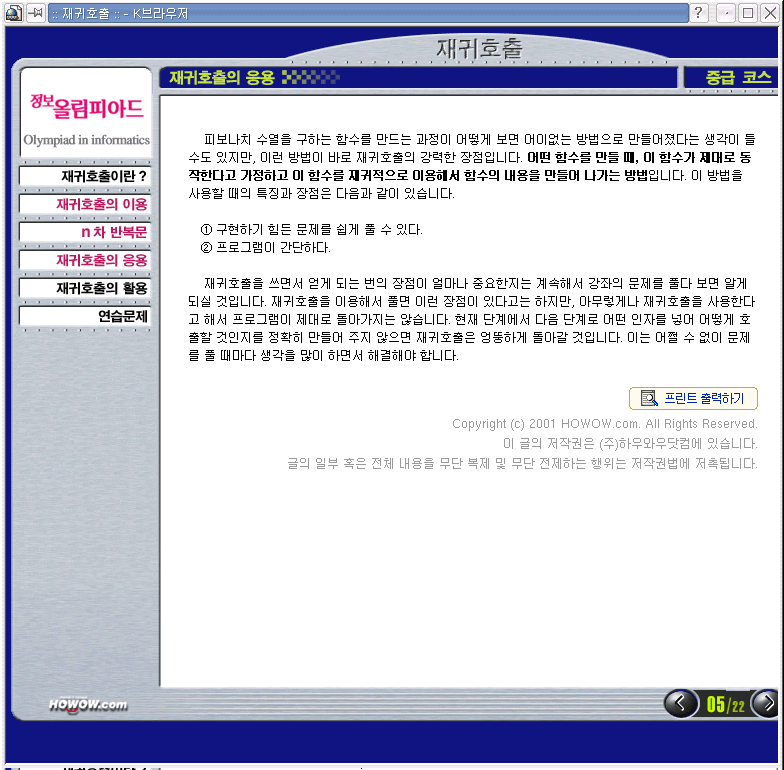 :: 재귀호출 :: - K브라우저
재귀호출
재귀호출의 응용
중급 코스
정보올림피아드
Olympiad in informatics
재귀호출이란 ?
재귀호출의 이용
n 차 반복문
재귀호출의 응용
재귀호출의 활용
연습문제
피보나치 수열을 구하는 함수를 만드는 과정이 어떻게 보면 어이없는 방법으로 만들어졌다는 생각이 들
수도 있지만, 이런 방법이 바로 재귀호출의 강력한 장점입니다. 어떤 함수를 만들 때, 이 함수가 제대로 동
작한다고 가정하고 이 함수를 재귀적으로 이용해서 함수의 내용을 만들어 나가는 방법입니다. 이 방법을
사용할 때의 특징과 장점은 다음과 같이 있습니다.
① 구현하기 힘든 문제를 쉽게 풀 수 있다.
② 프로그램이 간단하다.
재귀호출을 쓰면서 얻게 되는 번의 장점이 얼마나 중요한지는 계속해서 강좌의 문제를 풀다 보면 알게
되실 것입니다. 재귀호출을 이용해서 풀면 이런 장점이 있다고는 하지만, 아무렇게나 재귀호출을 사용한다
고 해서 프로그램이 제대로 돌아가지는 않습니다. 현재 단계에서 다음 단계로 어떤 인자를 넣어 어떻게 호
출할 것인지를 정확히 만들어 주지 않으면 재귀호출은 엉뚱하게 돌아갈 것입니다. 이는 어쩔 수 없이 문제
를 풀 때마다 생각을 많이 하면서 해결해야 합니다.
프린트 출력하기
Copyright (c) 2001 HOWOW.com. All Rights Reserved.
이 글의 저작권은 (주)하우와우닷컴에 있습니다.
글의 일부 혹은 전체 내용을 무단 복제 및 무단 전제하는 행위는 저작권법에 저촉됩니다.
HOWOW.com
05/22